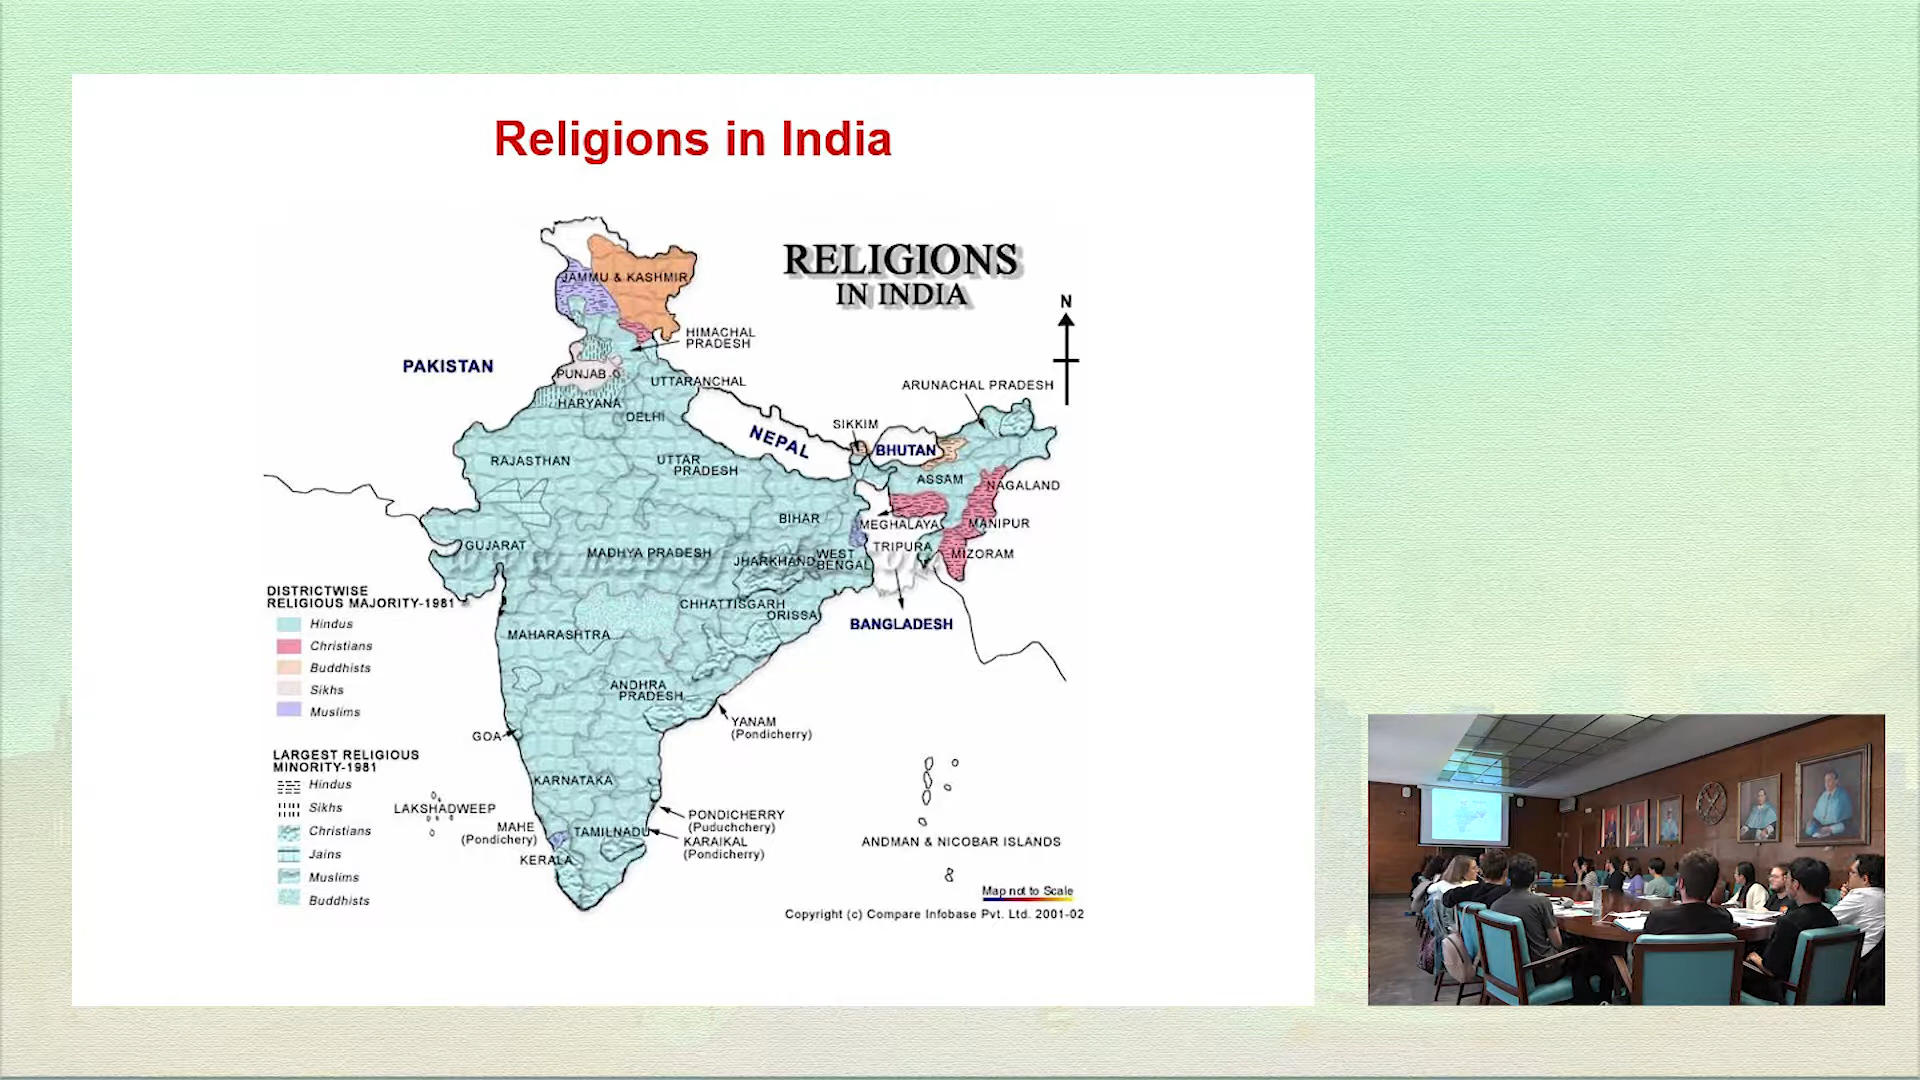 Religions in India
RELIGIONS
IN INDIA
N
JAMMU & KASHMIR
HIMACHAL
PRADESH
PAKISTAN
PUNJAB
UTTARANCHAL
ARUNACHAL PRADESH
HARYANA
DELHI
SIKKIM
NEPAL
BHUTAN
RAJASTHAN
UTTAR
PRADESH
ASSAM
NAGALAND
BIHAR
MEGHALAYA
MANIPUR
GUJARAT
MADHYA PRADESH
JHARKHAND
WEST
BENGAL
TRIPURA
MIZORAM
DISTRICTWISE
RELIGIOUS MAJORITY-1981
Hindus
Christians
Buddhists
Sikhs
Muslims
CHHATTISGARH
ORISSA
BANGLADESH
MAHARASHTRA
ANDHRA
PRADESH
YANAM
(Pondicherry)
GOA
LARGEST RELIGIOUS
MINORITY-1981
Hindus
Sikhs
Christians
Jains
Muslims
Buddhists
KARNATAKA
LAKSHADWEEP
MAHE
(Pondichery)
TAMILNADU
KERALA
PONDICHERRY
(Puduchchery)
KARAIKAL
(Pondicherry)
ANDMAN & NICOBAR ISLANDS
Map not to Scale
Copyright (c) Compare Infobase Pvt. Ltd. 2001-02